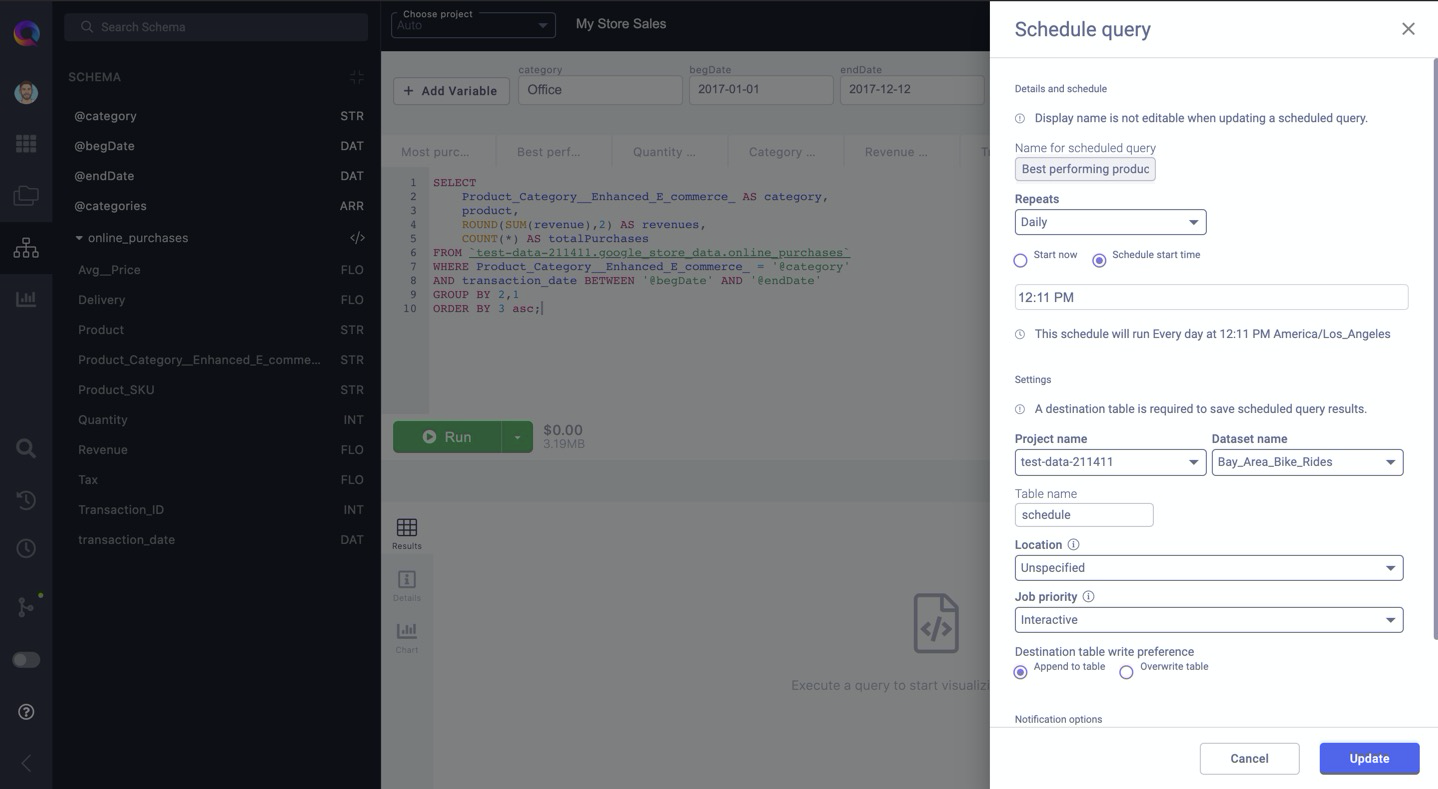 Search Schema
SCHEMA
@category STR
@begDate DAT
@endDate DAT
@categories ARR
online_purchases </>
Avg__Price FLO
Delivery FLO
Product STR
Product_Category__Enhanced_E_comme... STR
Product_SKU STR
Quantity INT
Revenue FLO
Tax FLO
Transaction_ID INT
transaction_date DAT
Choose project
Auto
My Store Sales
+ Add Variable
category
Office
begDate
2017-01-01
endDate
2017-12-12
Most purc... Best perf... Quantity ... Category ... Revenue ...
1 SELECT
2 Product_Category__Enhanced_E_commerce_ AS category,
3 product,
4 ROUND(SUM(revenue),2) AS revenues,
5 COUNT(*) AS totalPurchases
6 FROM `test-data-211411.google_store_data.online_purchases`
7 WHERE Product_Category__Enhanced_E_commerce_ = '@category'
8 AND transaction_date BETWEEN '@begDate' AND '@endDate'
9 GROUP BY 2,1
10 ORDER BY 3 asc;
Run
$0.00
3.19MB
Results
Details
Chart
Execute a query to start visualizi
Schedule query
Details and schedule
Display name is not editable when updating a scheduled query.
Name for scheduled query
Best performing produc
Repeats
Daily
Start now Schedule start time
12:11 PM
This schedule will run Every day at 12:11 PM America/Los_Angeles
Settings
A destination table is required to save scheduled query results.
Project name Dataset name
test-data-211411 Bay_Area_Bike_Rides
Table name
schedule
Location
Unspecified
Job priority
Interactive
Destination table write preference
Append to table Overwrite table
Notification options
Cancel Update